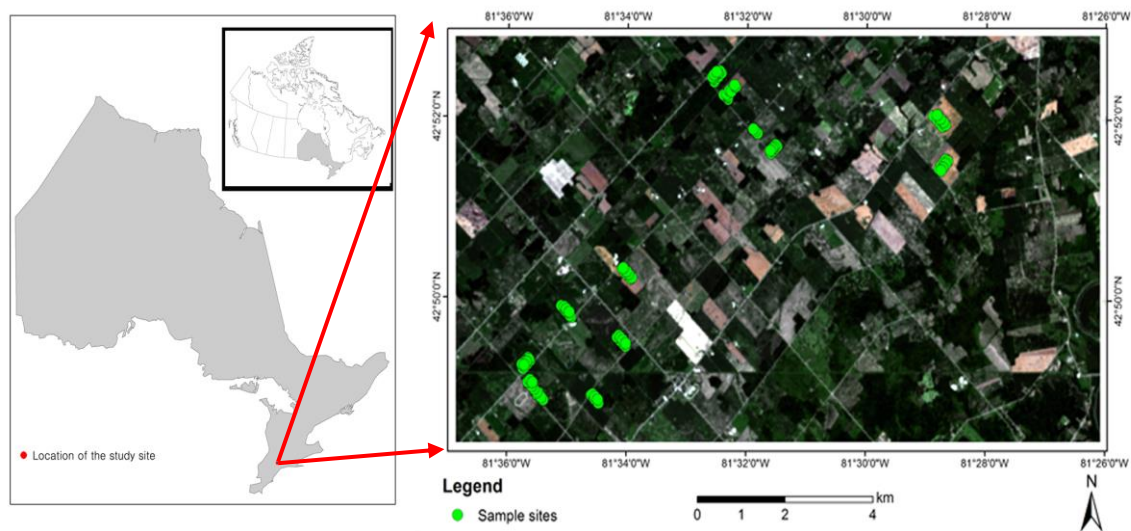 81°36'0"W 81°34'0"W 81°32'0"W 81°30'0"W 81°28'0"W 81°26'0"W
42°52'0"N
42°50'0"N
42°52'0"N
42°50'0"N
81°36'0"W 81°34'0"W 81°32'0"W 81°30'0"W 81°28'0"W 81°26'0"W
Location of the study site
Legend
Sample sites
km
0 1 2 4
N